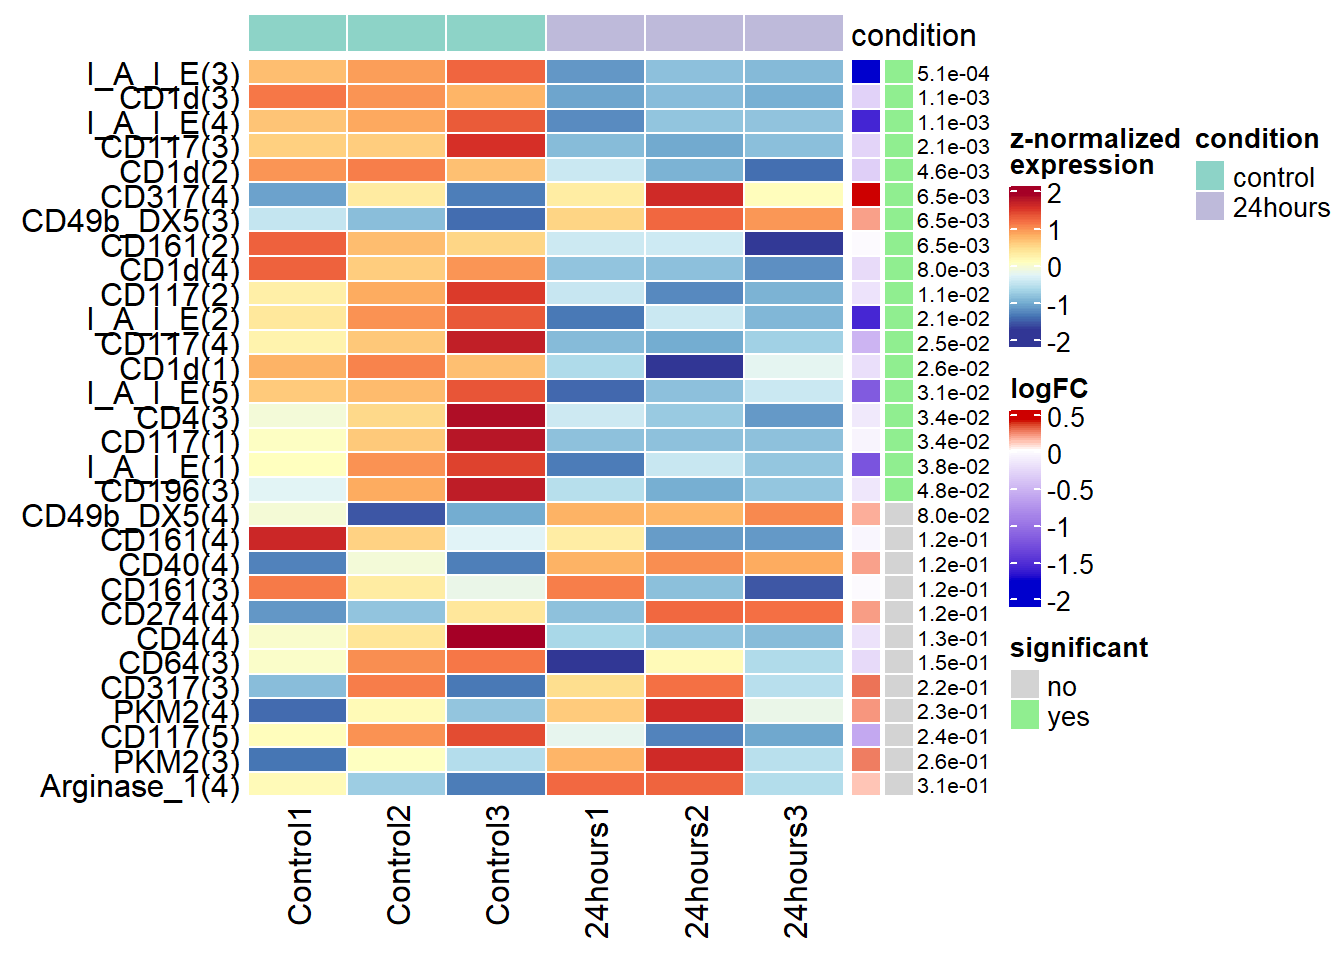 condition
I_A_I_E(3) 5.1e-04
CD1d(3) 1.1e-03
I_A_I_E(4) 1.1e-03
CD117(3) 2.1e-03
CD1d(2) 4.6e-03
CD317(4) 6.5e-03
CD49b_DX5(3) 6.5e-03
CD161(2) 6.5e-03
CD1d(4) 8.0e-03
CD117(2) 1.1e-02
I_A_I_E(2) 2.1e-02
CD117(4) 2.5e-02
CD1d(1) 2.6e-02
I_A_I_E(5) 3.1e-02
CD4(3) 3.4e-02
CD117(1) 3.4e-02
I_A_I_E(1) 3.8e-02
CD196(3) 4.8e-02
CD49b_DX5(4) 8.0e-02
CD161(4) 1.2e-01
CD40(4) 1.2e-01
CD161(3) 1.2e-01
CD274(4) 1.2e-01
CD4(4) 1.3e-01
CD64(3) 1.5e-01
CD317(3) 2.2e-01
PKM2(4) 2.3e-01
CD117(5) 2.4e-01
PKM2(3) 2.6e-01
Arginase_1(4) 3.1e-01
Control1
Control2
Control3
24hours1
24hours2
24hours3
z-normalized
expression
2
1
0
-1
-2
logFC
0.5
0
-0.5
-1
-1.5
-2
significant
no
yes
condition
control
24hours